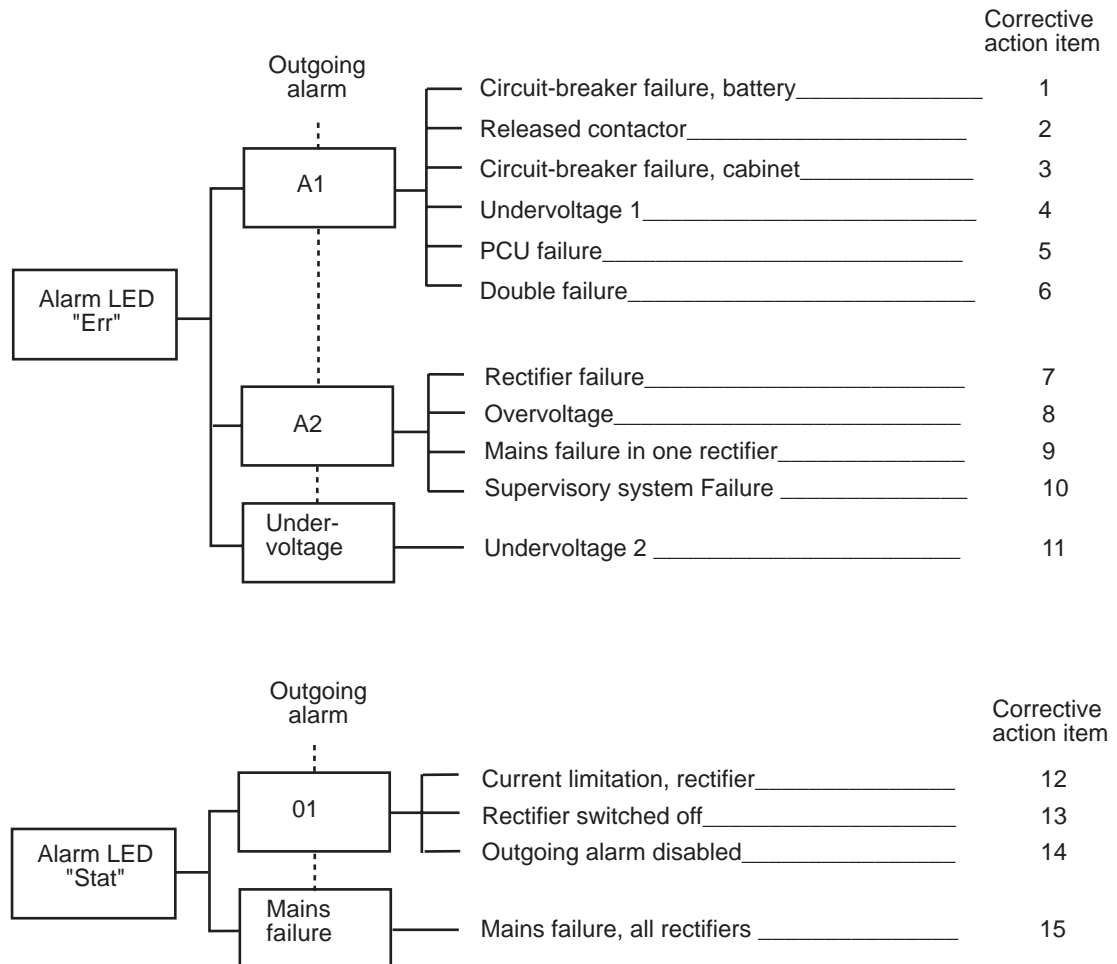 Corrective
action item
Outgoing
alarm
Circuit-breaker failure, battery 1
Released contactor 2
A1
Circuit-breaker failure, cabinet 3
Undervoltage 1 4
PCU failure 5
Double failure 6
Alarm LED
"Err"
Rectifier failure 7
A2
Overvoltage 8
Mains failure in one rectifier 9
Supervisory system Failure 10
Under-
voltage
Undervoltage 2 11
Outgoing
alarm
Corrective
action item
Current limitation, rectifier 12
01
Rectifier switched off 13
Outgoing alarm disabled 14
Alarm LED
"Stat"
Mains
failure
Mains failure, all rectifiers 15